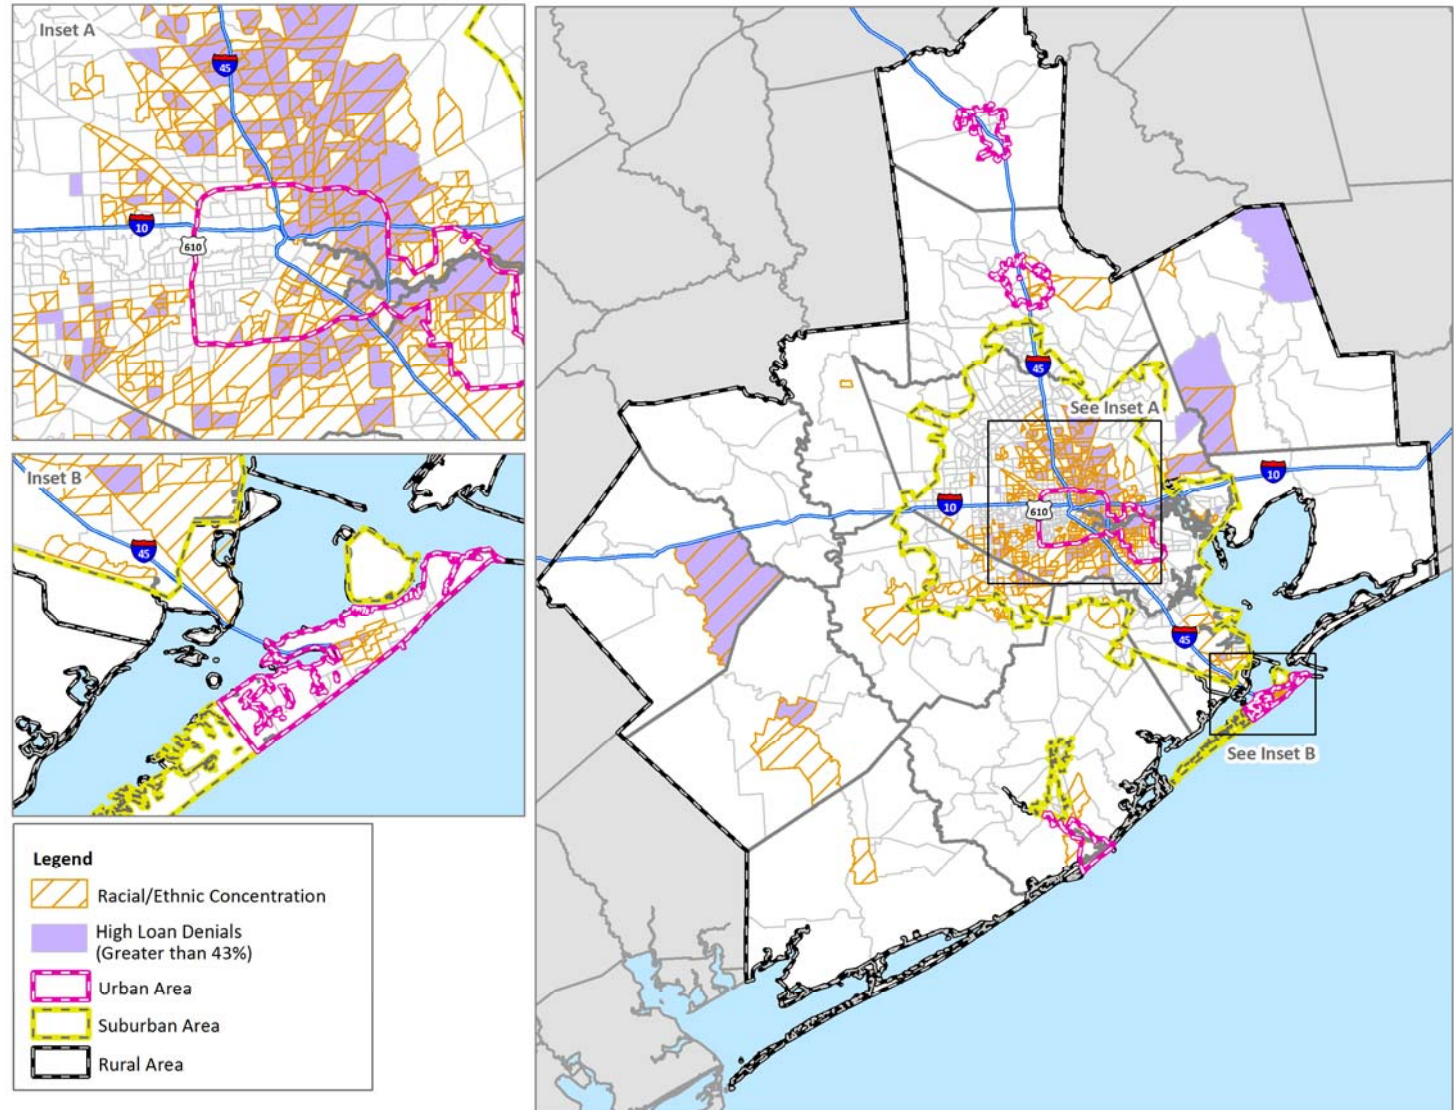 Inset A
45
10
610
Inset B
45
Legend
Racial/Ethnic Concentration
High Loan Denials
(Greater than 43%)
Urban Area
Suburban Area
Rural Area
45
See Inset A
10
610
10
45
See Inset B